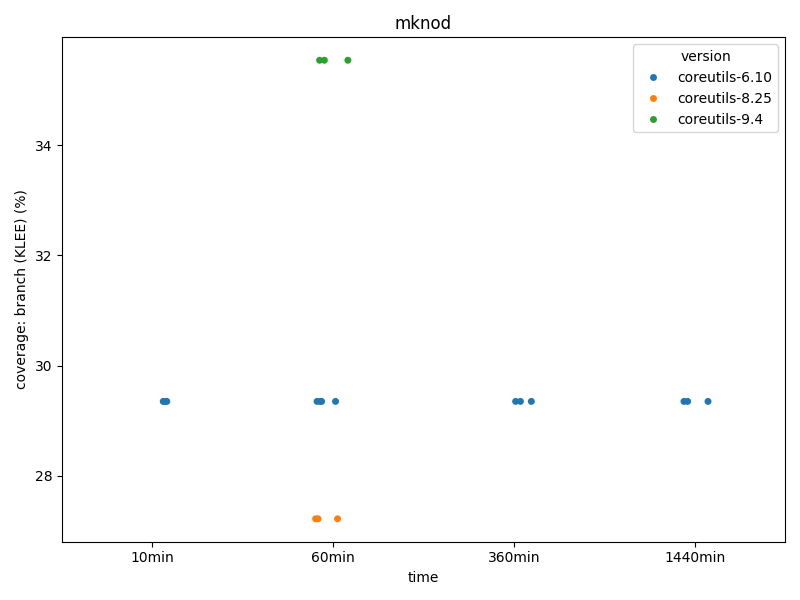 mknod
version
coreutils-6.10
coreutils-8.25
coreutils-9.4
coverage: branch (KLEE) (%)
34
32
30
28
10min
60min
360min
1440min
time